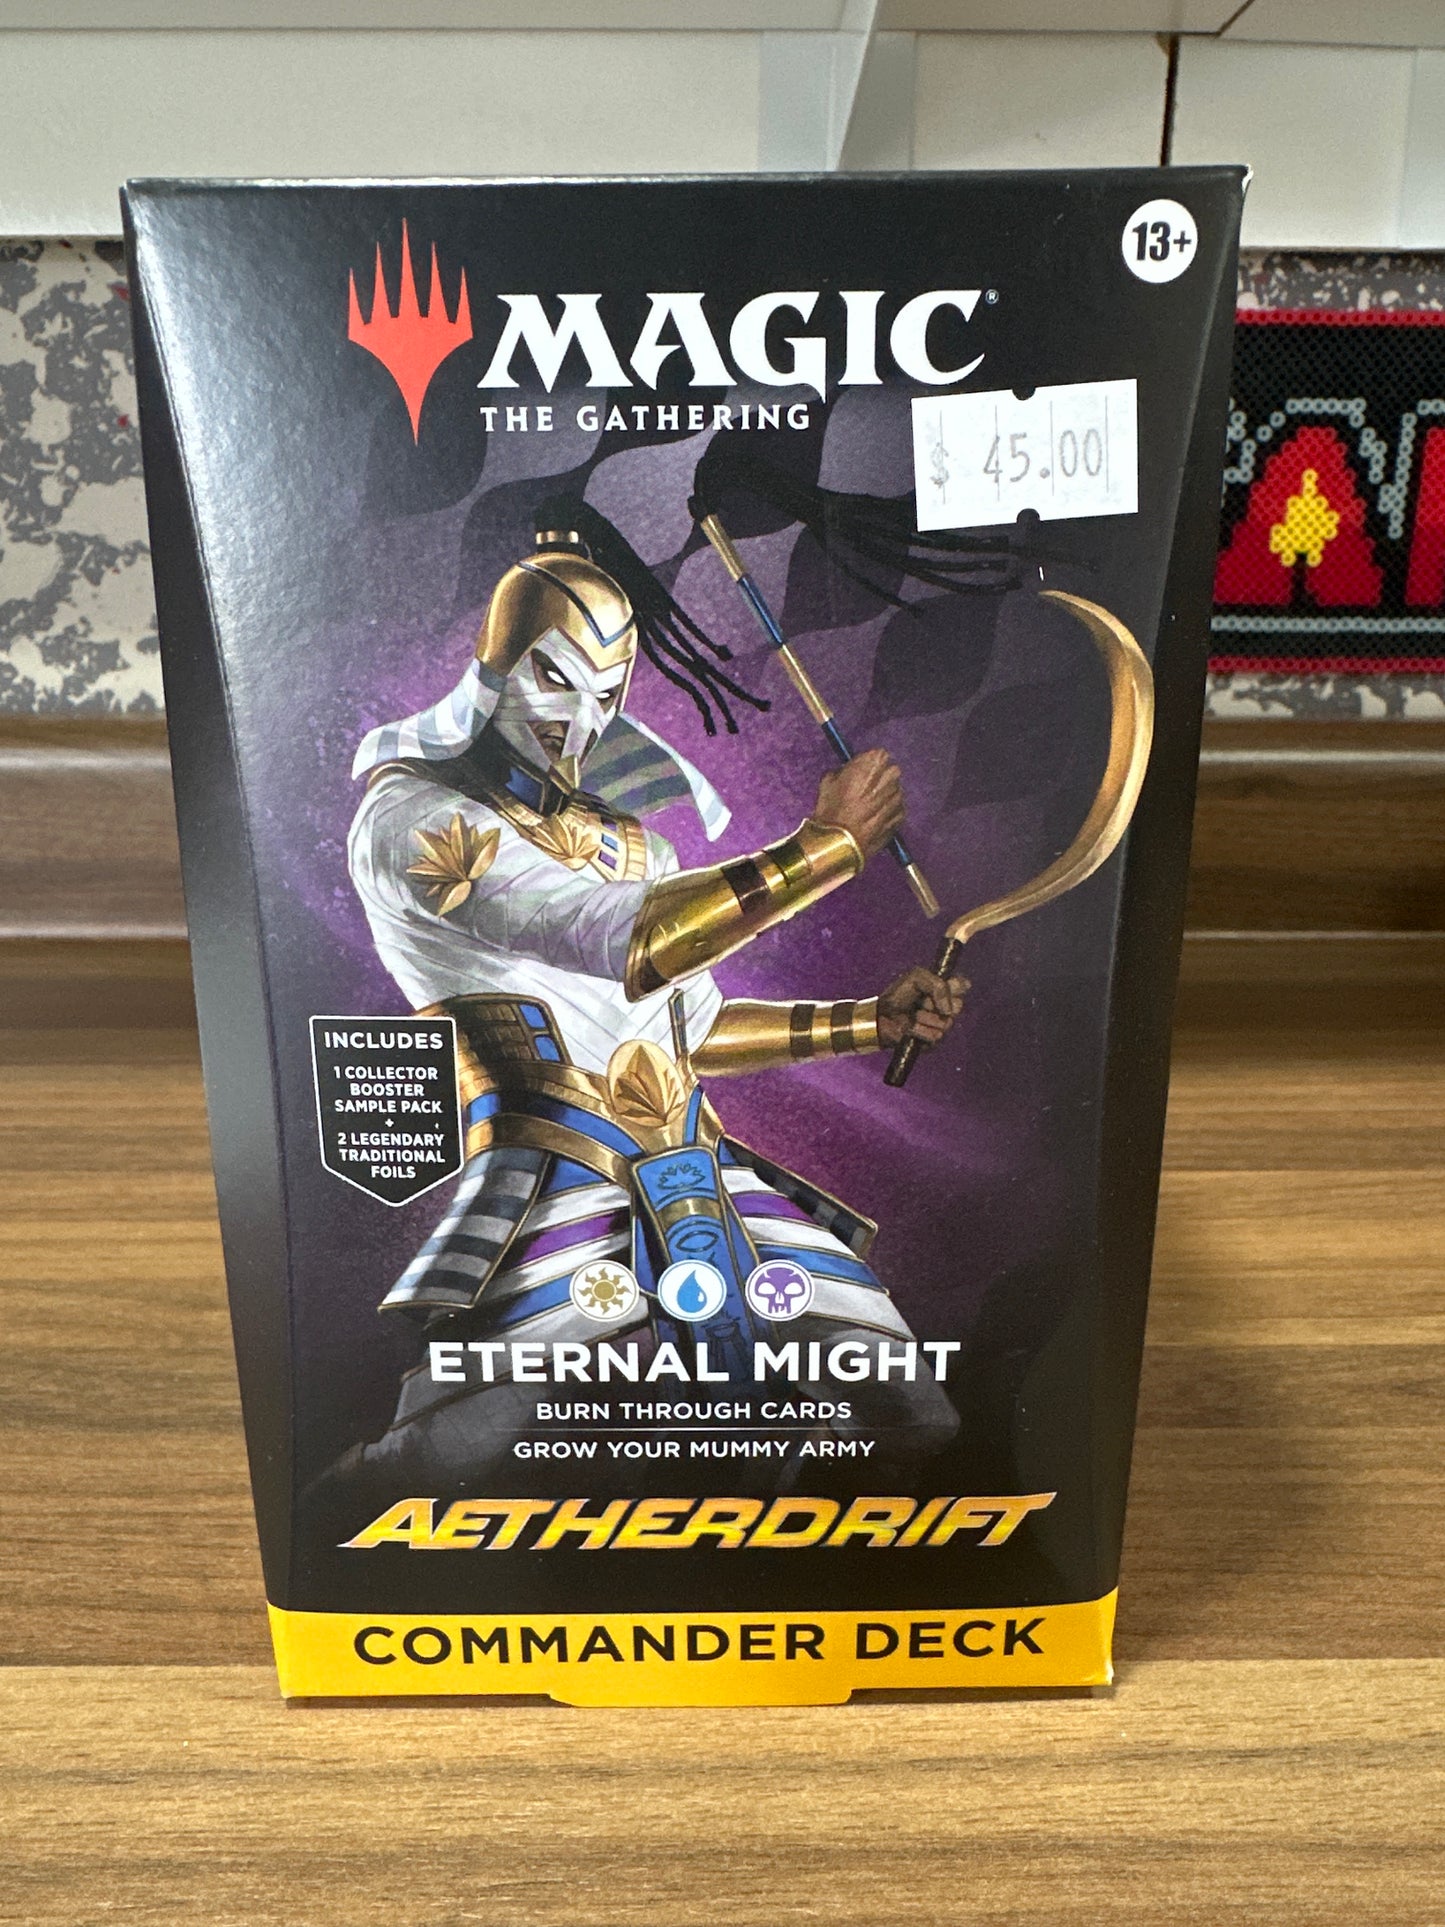 13+
MAGIC®
THE GATHERING
$ 45.00
INCLUDES
1 COLLECTOR
BOOSTER
SAMPLE PACK
+
2 LEGENDARY
TRADITIONAL
FOILS
ETERNAL MIGHT
BURN THROUGH CARDS
GROW YOUR MUMMY ARMY
AETHERDRIFT
COMMANDER DECK